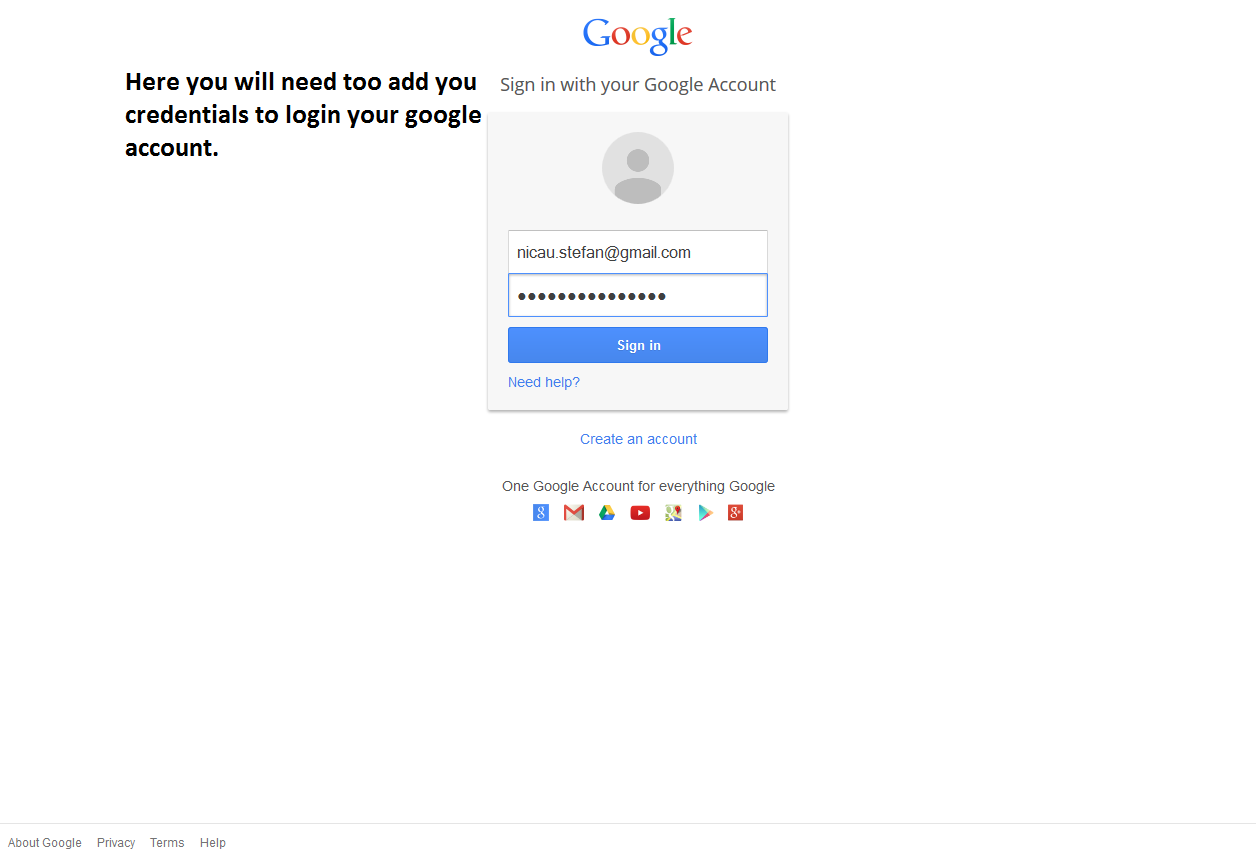 Google
Here you will need too add you
credentials to login your google
account.
Sign in with your Google Account
nicau.stefan@gmail.com
●●●●●●●●●●●●●●●
Sign in
Need help?
Create an account
One Google Account for everything Google
About Google Privacy Terms Help